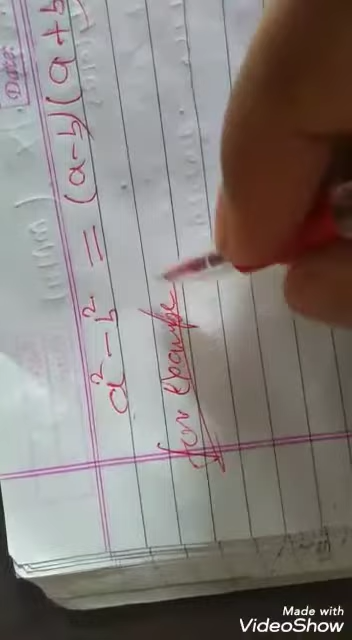 Date:
a² - b² = (a-b)(a+b
for example
Made with
VideoShow